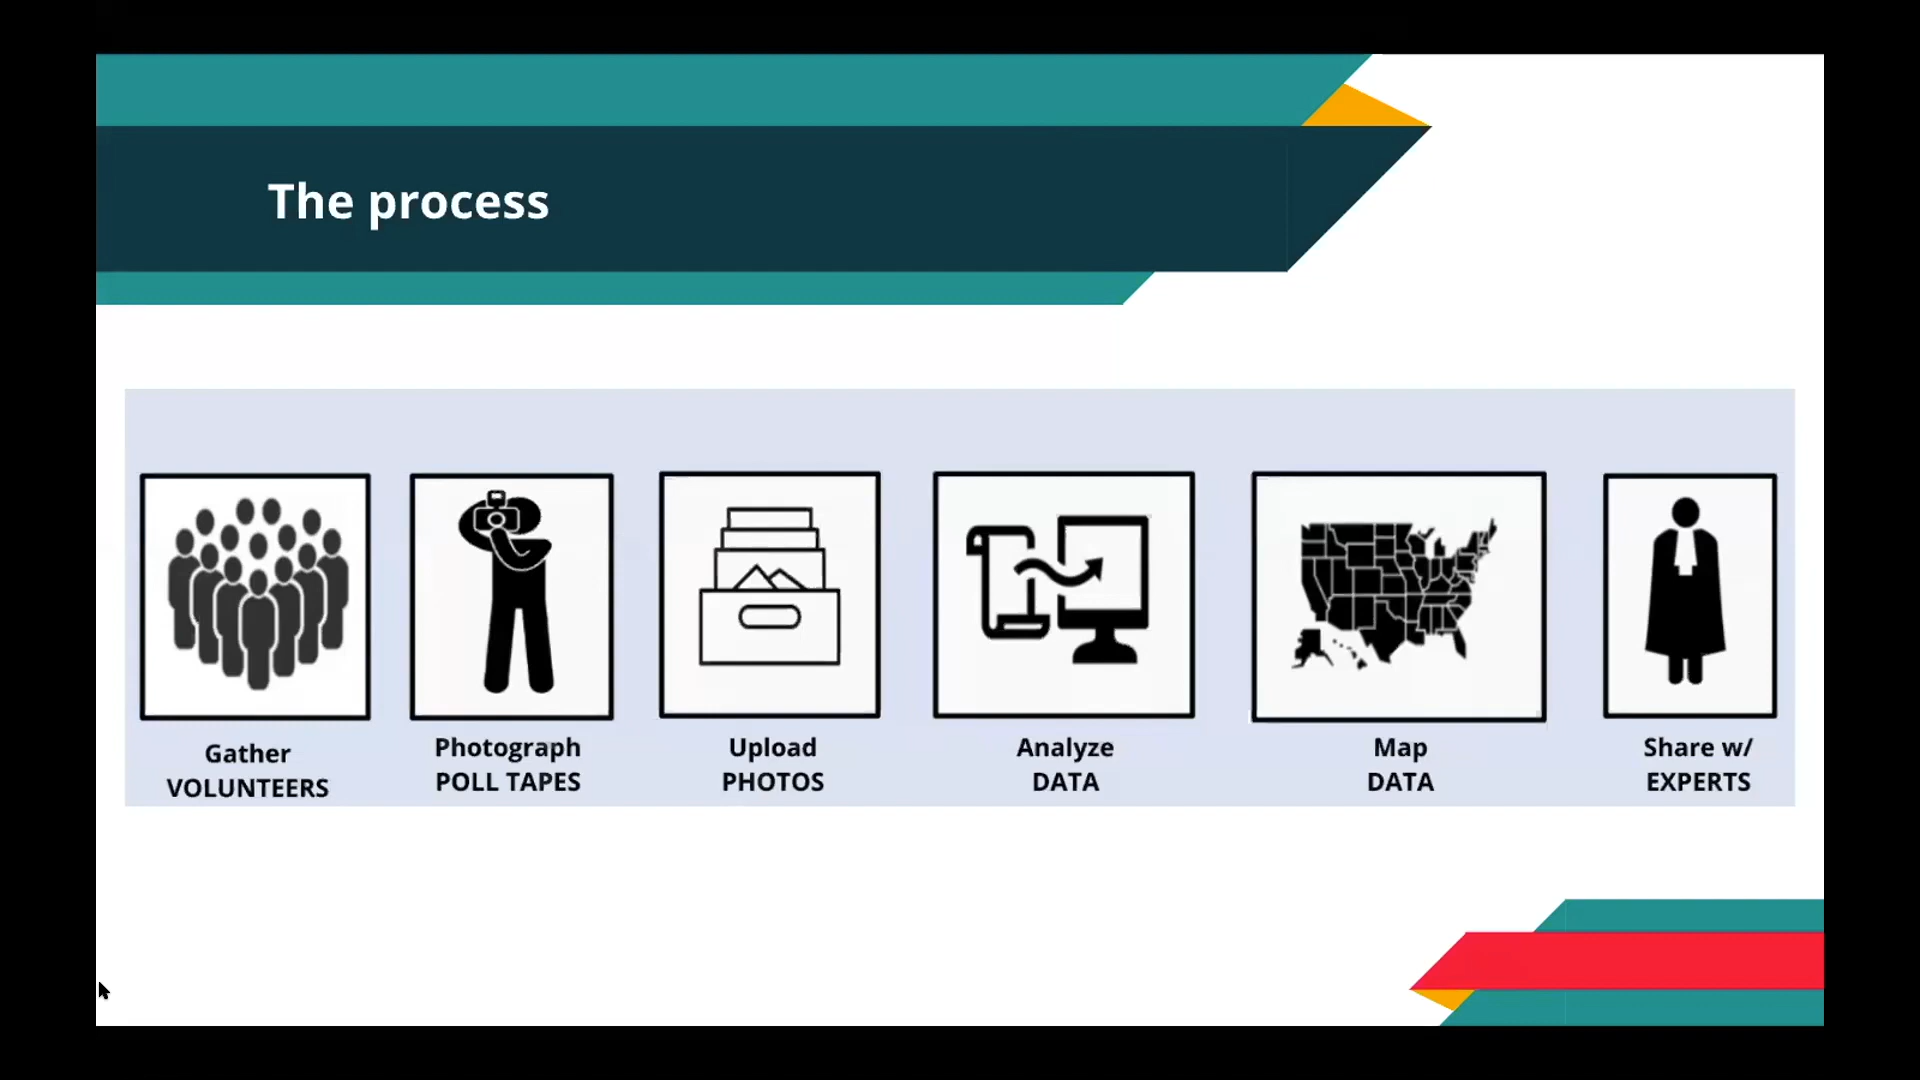 The process
Gather
VOLUNTEERS
Photograph
POLL TAPES
Upload
PHOTOS
Analyze
DATA
Map
DATA
Share w/
EXPERTS